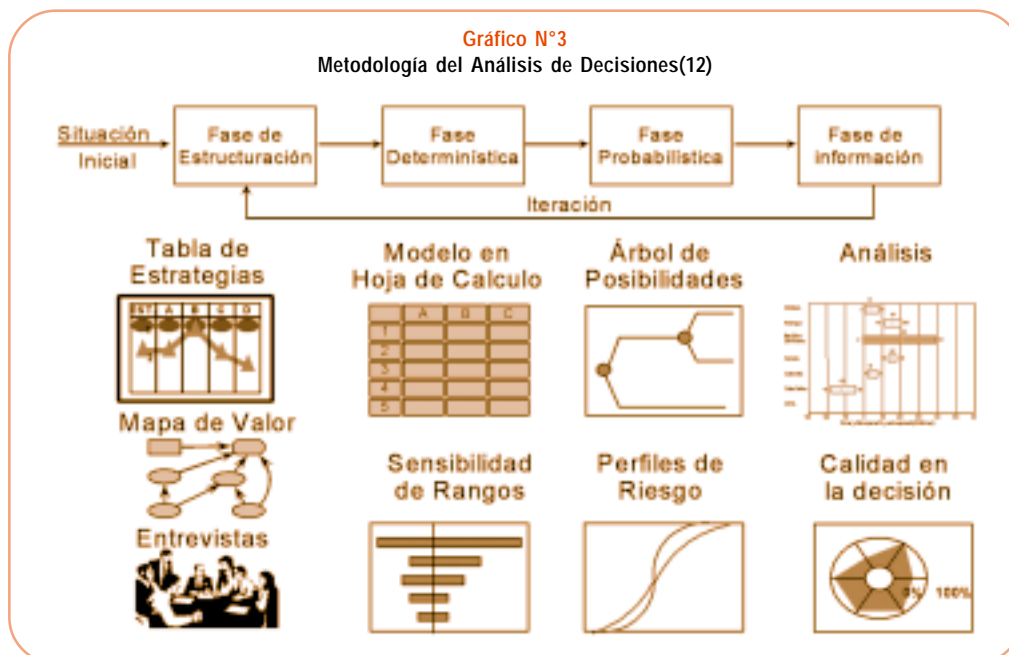 Gráfico N°3
Metodología del Análisis de Decisiones(12)
Situación
Inicial
Fase de
Estructuración
Fase
Determinística
Fase
Probabilística
Fase de
información
Iteración
Tabla de
Estrategias
EST A B C D
Mapa de Valor
Entrevistas
Modelo en
Hoja de Calculo
A B C
1
2
3
4
5
Sensibilidad
de Rangos
Árbol de
Posibilidades
Perfiles de
Riesgo
Análisis
Calidad en
la decisión
0% 100%